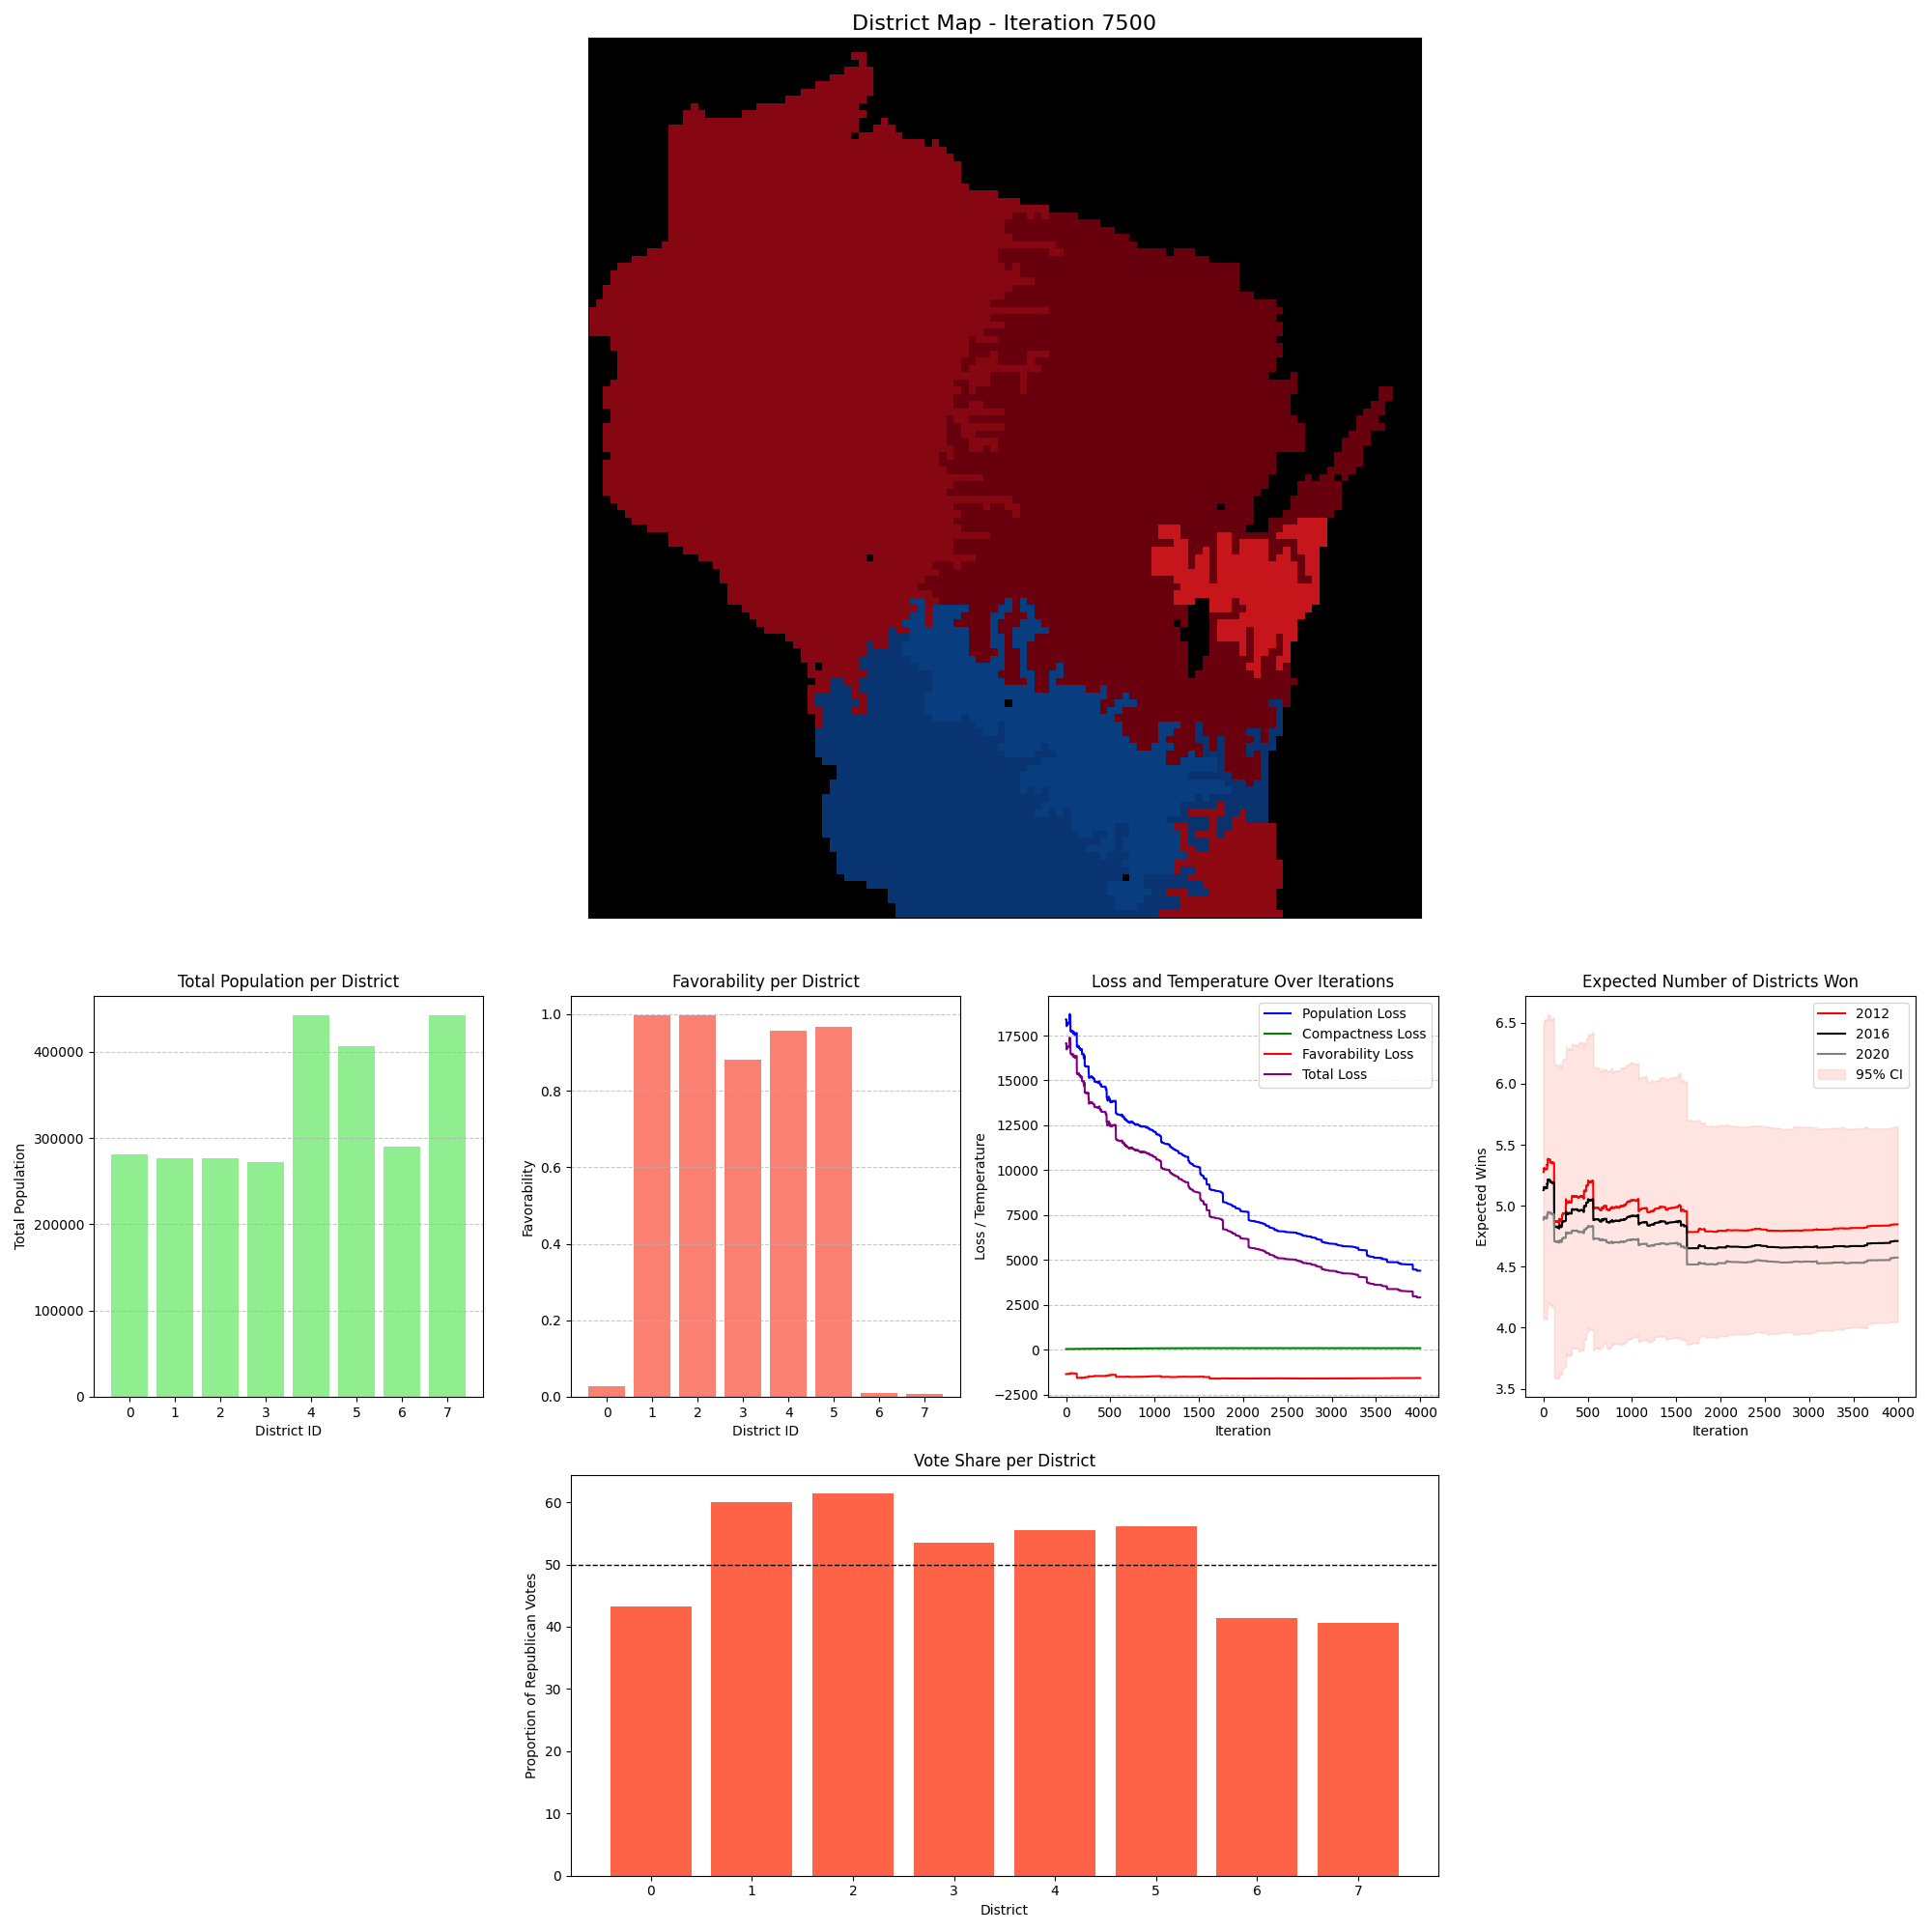 District Map - Iteration 7500
Total Population per District
Total Population
400000
300000
200000
100000
0
0 1 2 3 4 5 6 7
District ID
Favorability per District
Favorability
1.0
0.8
0.6
0.4
0.2
0.0
0 1 2 3 4 5 6 7
District ID
Loss and Temperature Over Iterations
Loss / Temperature
17500
15000
12500
10000
7500
5000
2500
0
−2500
Population Loss
Compactness Loss
Favorability Loss
Total Loss
0 500 1000 1500 2000 2500 3000 3500 4000
Iteration
Expected Number of Districts Won
Expected Wins
6.5
6.0
5.5
5.0
4.5
4.0
3.5
2012
2016
2020
95% CI
0 500 1000 1500 2000 2500 3000 3500 4000
Iteration
Vote Share per District
Proportion of Republican Votes
60
50
40
30
20
10
0
0 1 2 3 4 5 6 7
District